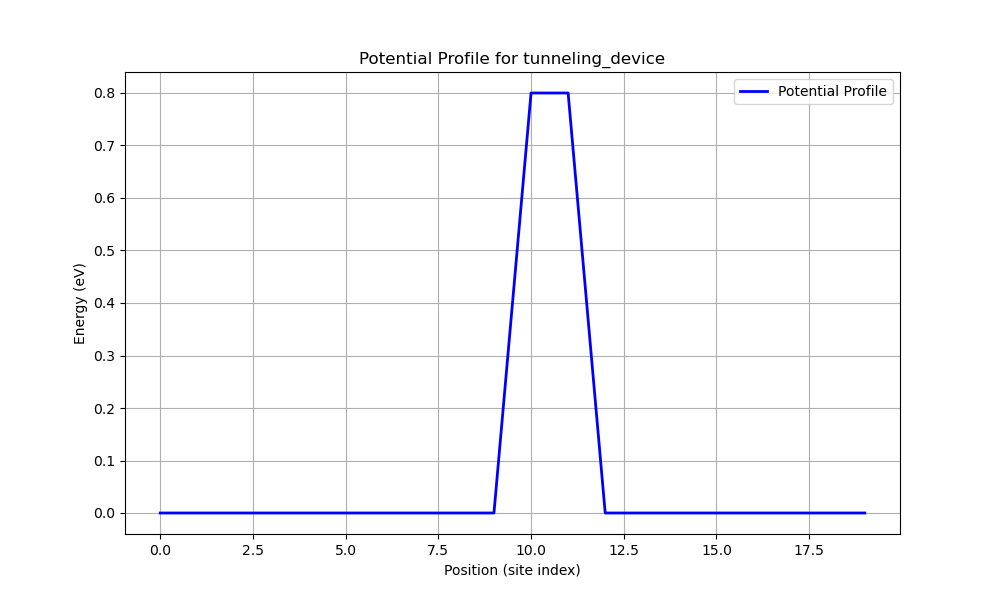 Potential Profile for tunneling_device
Potential Profile
0.8
0.7
0.6
0.5
0.4
0.3
0.2
0.1
0.0
Energy (eV)
0.0 2.5 5.0 7.5 10.0 12.5 15.0 17.5
Position (site index)